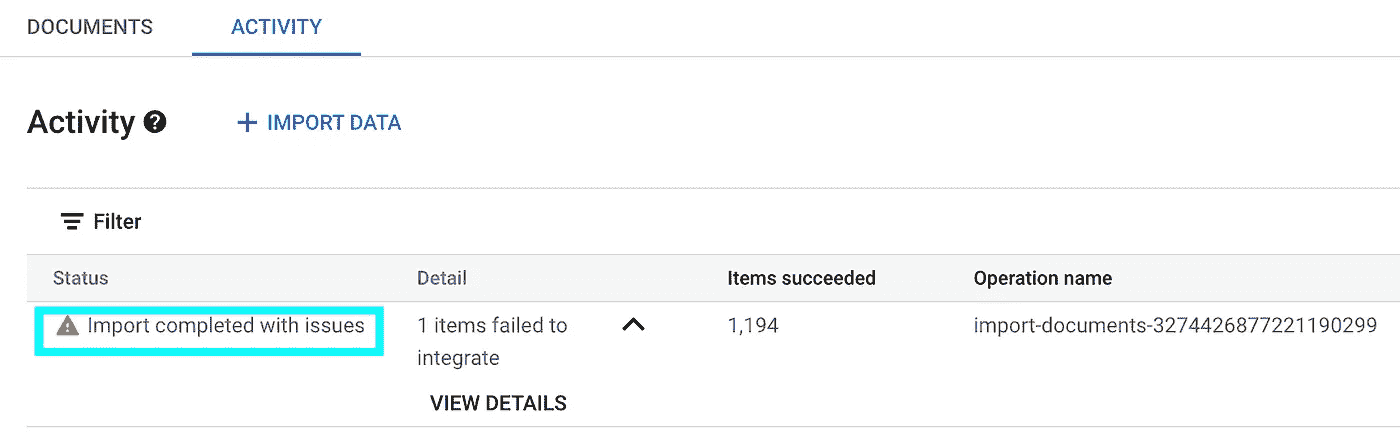 DOCUMENTS ACTIVITY
Activity IMPORT DATA
Filter
Status Detail Items succeeded Operation name
Import completed with issues 1 items failed to 1,194 import-documents-3274426877221190299
integrate
VIEW DETAILS